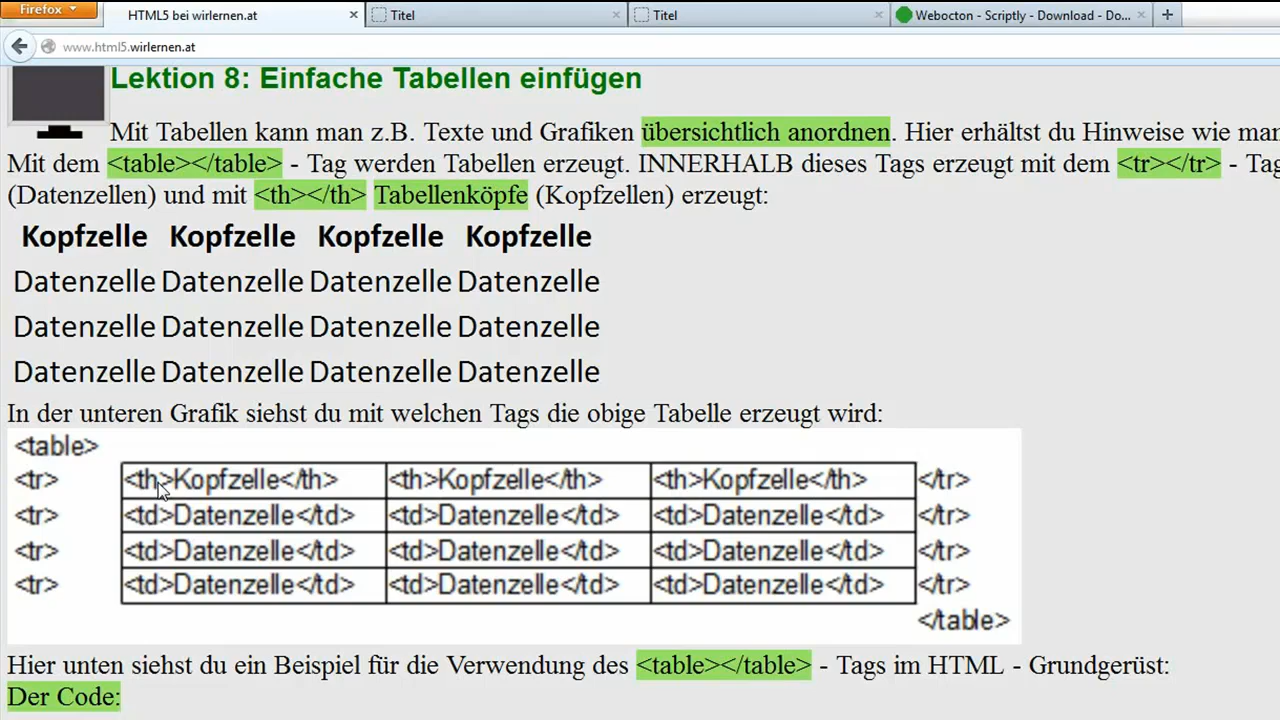 Firefox
HTML5 bei wirlernen.at
Titel
Titel
Webocton - Scriptly - Download - Do...
www.html5.wirlernen.at
Lektion 8: Einfache Tabellen einfügen
Mit Tabellen kann man z.B. Texte und Grafiken übersichtlich anordnen. Hier erhältst du Hinweise wie man
Mit dem <table></table> - Tag werden Tabellen erzeugt. INNERHALB dieses Tags erzeugt mit dem <tr></tr> - Tag
(Datenzellen) und mit <th></th> Tabellenköpfe (Kopfzellen) erzeugt:
Kopfzelle Kopfzelle Kopfzelle Kopfzelle
Datenzelle Datenzelle Datenzelle Datenzelle
Datenzelle Datenzelle Datenzelle Datenzelle
Datenzelle Datenzelle Datenzelle Datenzelle
In der unteren Grafik siehst du mit welchen Tags die obige Tabelle erzeugt wird:
<table>
<tr> <th>Kopfzelle</th> <th>Kopfzelle</th> <th>Kopfzelle</th> </tr>
<tr> <td>Datenzelle</td> <td>Datenzelle</td> <td>Datenzelle</td> </tr>
<tr> <td>Datenzelle</td> <td>Datenzelle</td> <td>Datenzelle</td> </tr>
<tr> <td>Datenzelle</td> <td>Datenzelle</td> <td>Datenzelle</td> </tr>
</table>
Hier unten siehst du ein Beispiel für die Verwendung des <table></table> - Tags im HTML - Grundgerüst:
Der Code: